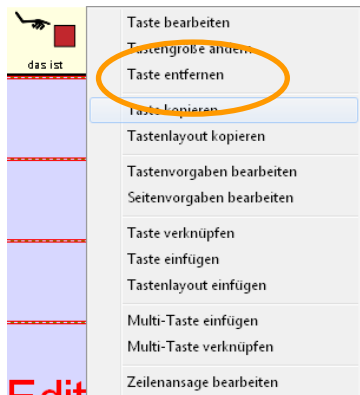 das ist
Taste bearbeiten
Tastengröße ändern
Taste entfernen
Taste kopieren
Tastenlayout kopieren
Tastenvorgaben bearbeiten
Seitenvorgaben bearbeiten
Taste verknüpfen
Taste einfügen
Tastenlayout einfügen
Multi-Taste einfügen
Multi-Taste verknüpfen
Zeilenansage bearbeiten
Edit